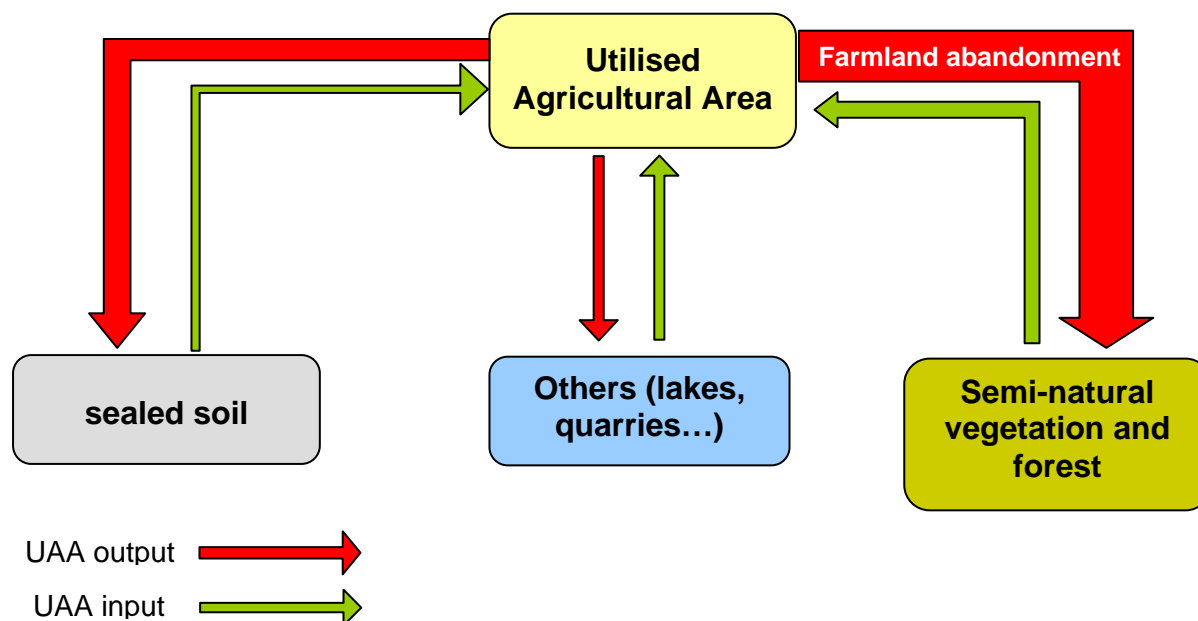 Utilised
Agricultural Area
Farmland abandonment
sealed soil
Others (lakes,
quarries…)
Semi-natural
vegetation and
forest
UAA output
UAA input